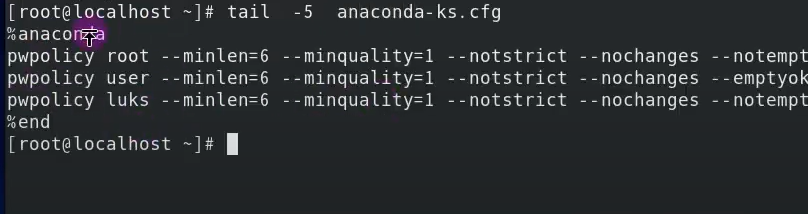 [root@localhost ~]# tail  -5  anaconda-ks.cfg
%anaconda
pwpolicy root --minlen=6 --minquality=1 --notstrict --nochanges --notempt
pwpolicy user --minlen=6 --minquality=1 --notstrict --nochanges --emptyok
pwpolicy luks --minlen=6 --minquality=1 --notstrict --nochanges --notempt
%end
[root@localhost ~]#